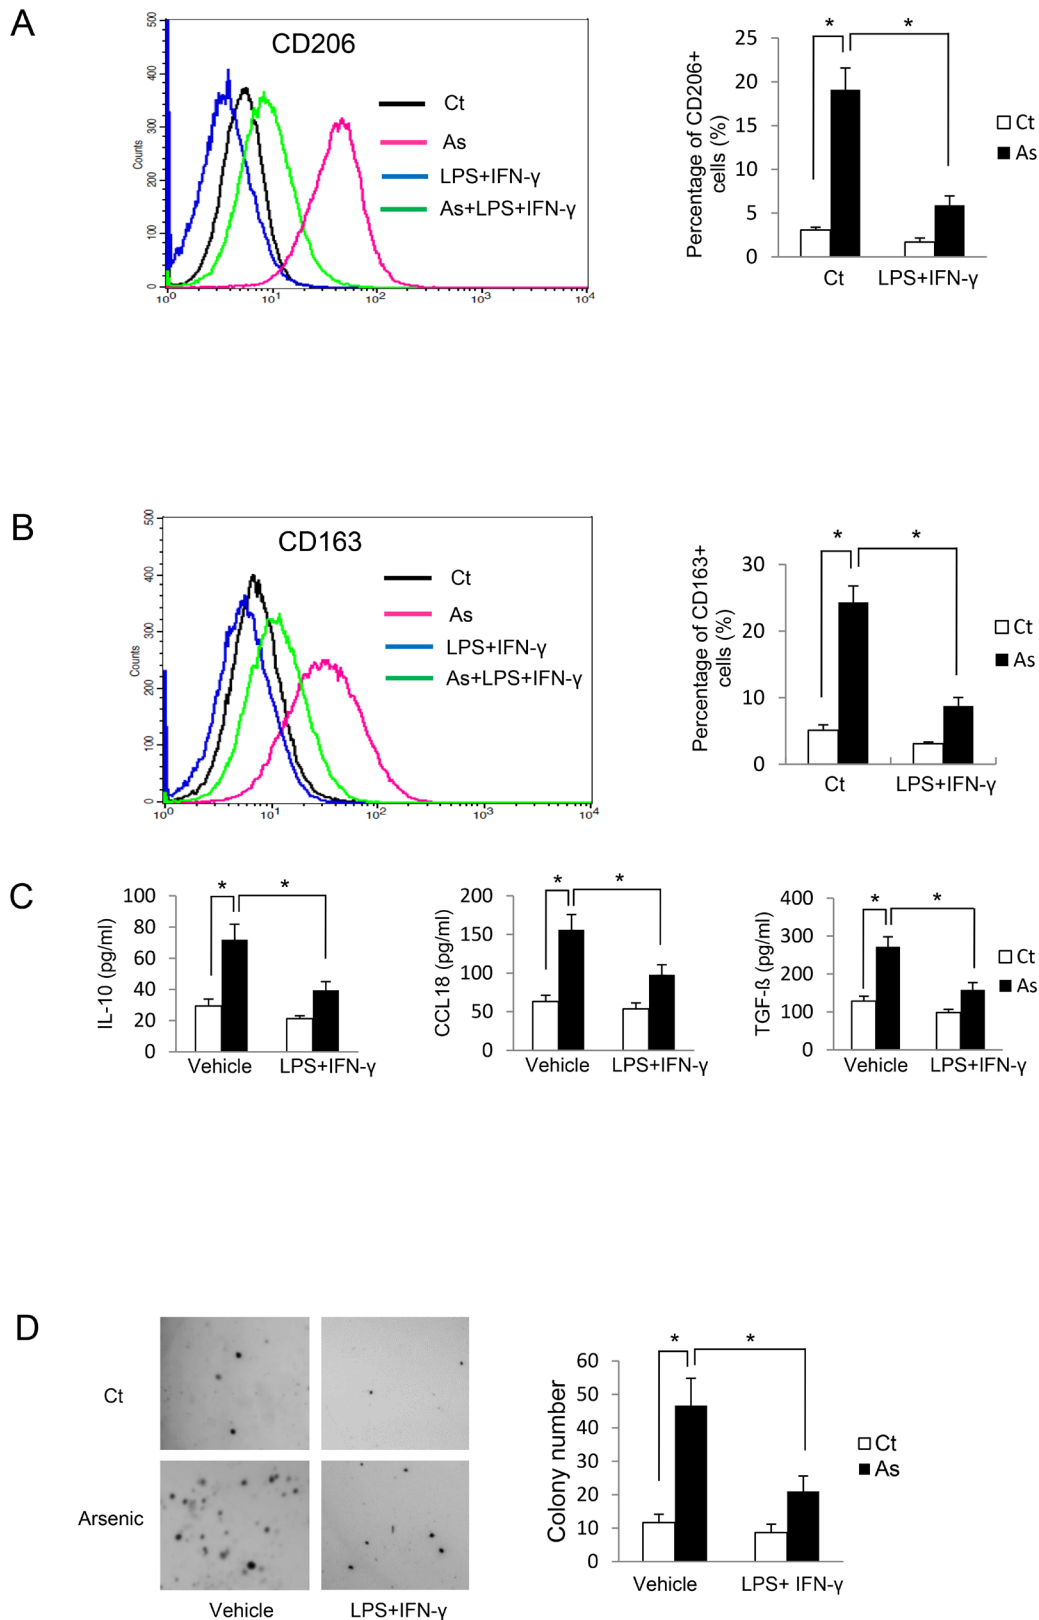 A
CD206
Counts
500
400
300
200
100
0
10⁰ 10¹ 10² 10³ 10⁴
Ct
As
LPS+IFN-γ
As+LPS+IFN-γ
Percentage of CD206+
cells (%)
25
20
15
10
5
0
* *
Ct LPS+IFN-γ
Ct
As
B
CD163
Counts
500
400
300
200
100
0
10⁰ 10¹ 10² 10³ 10⁴
Ct
As
LPS+IFN-γ
As+LPS+IFN-γ
Percentage of CD163+
cells (%)
30
20
10
0
* *
Ct LPS+IFN-γ
Ct
As
C
IL-10 (pg/ml)
100
80
60
40
20
0
* *
Vehicle LPS+IFN-γ
CCL18 (pg/ml)
200
150
100
50
0
* *
Vehicle LPS+IFN-γ
TGF-ß (pg/ml)
400
300
200
100
0
* *
Vehicle LPS+IFN-γ
Ct
As
D
Ct
Arsenic
Vehicle LPS+IFN-γ
Colony number
60
50
40
30
20
10
0
* *
Vehicle LPS+ IFN-γ
Ct
As